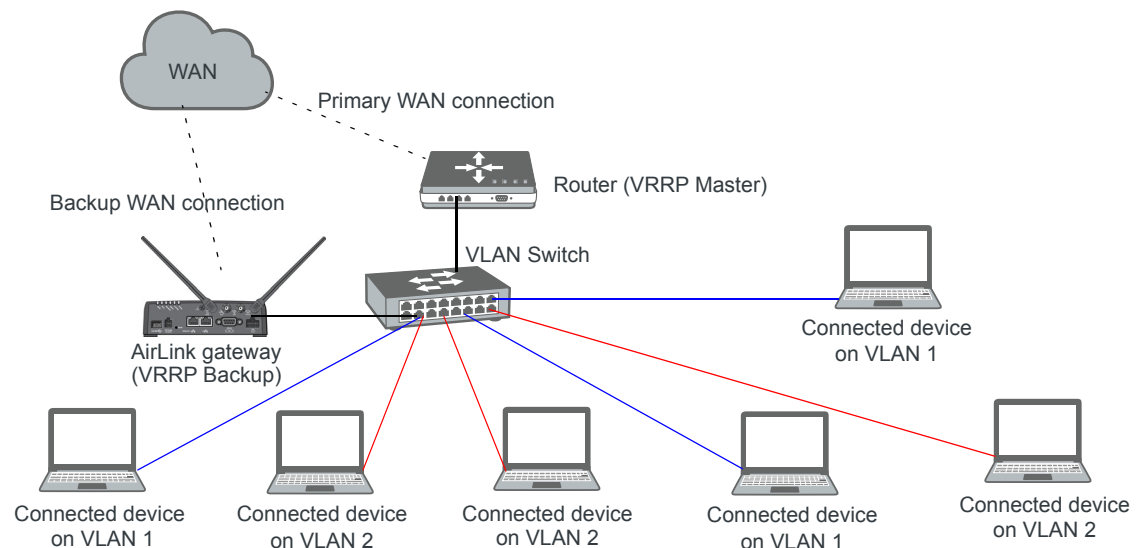 WAN
Primary WAN connection
Router (VRRP Master)
Backup WAN connection
VLAN Switch
AirLink gateway
(VRRP Backup)
Connected device
on VLAN 1
Connected device
on VLAN 1
Connected device
on VLAN 2
Connected device
on VLAN 2
Connected device
on VLAN 1
Connected device
on VLAN 2